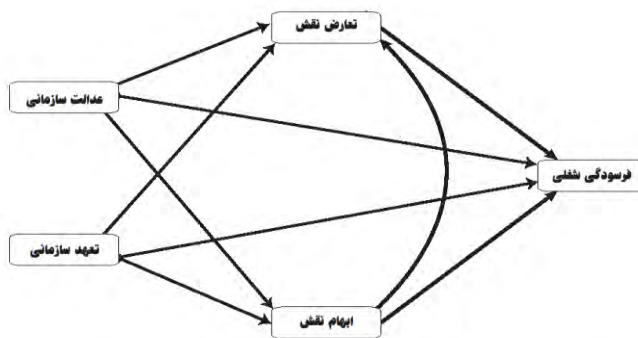 تعارض نقش
عدالت سازمانی
فرسودگی شغلی
تعهد سازمانی
ابهام نقش